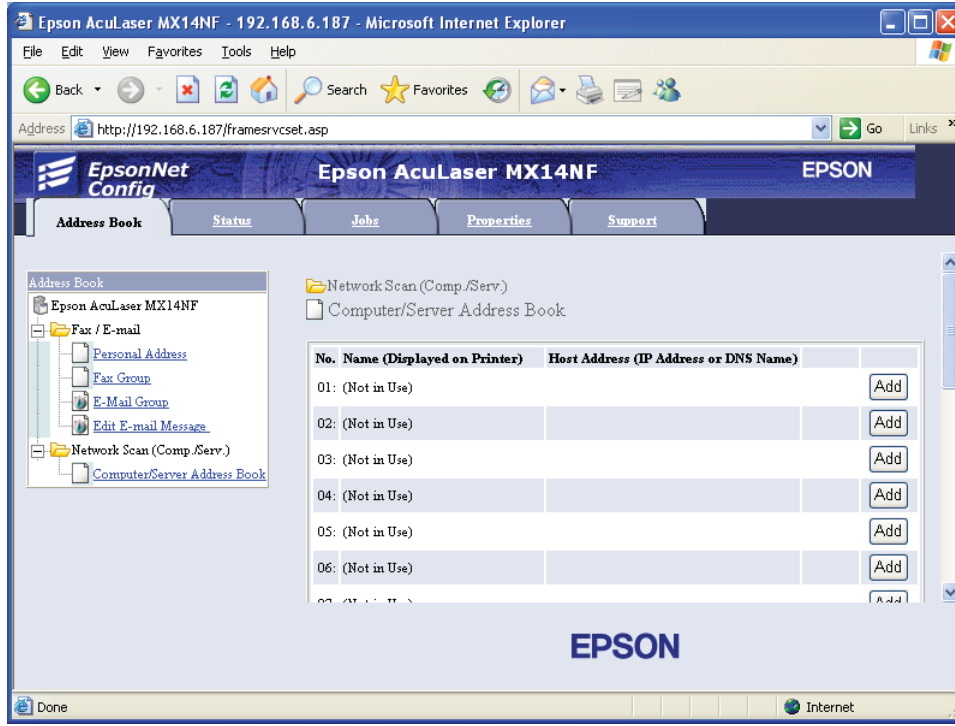 Epson AcuLaser MX14NF - 192.168.6.187 - Microsoft Internet Explorer
File Edit View Favorites Tools Help
Back Search Favorites
Address http://192.168.6.187/framesrvcset.asp Go Links »
EpsonNet Config Epson AcuLaser MX14NF EPSON
Address Book Status Jobs Properties Support
Address Book
Epson AcuLaser MX14NF
Fax / E-mail
Personal Address
Fax Group
E-Mail Group
Edit E-mail Message
Network Scan (Comp./Serv.)
Computer/Server Address Book
Network Scan (Comp./Serv.)
Computer/Server Address Book
No. Name (Displayed on Printer) Host Address (IP Address or DNS Name)
01: (Not in Use) Add
02: (Not in Use) Add
03: (Not in Use) Add
04: (Not in Use) Add
05: (Not in Use) Add
06: (Not in Use) Add
EPSON
Done Internet